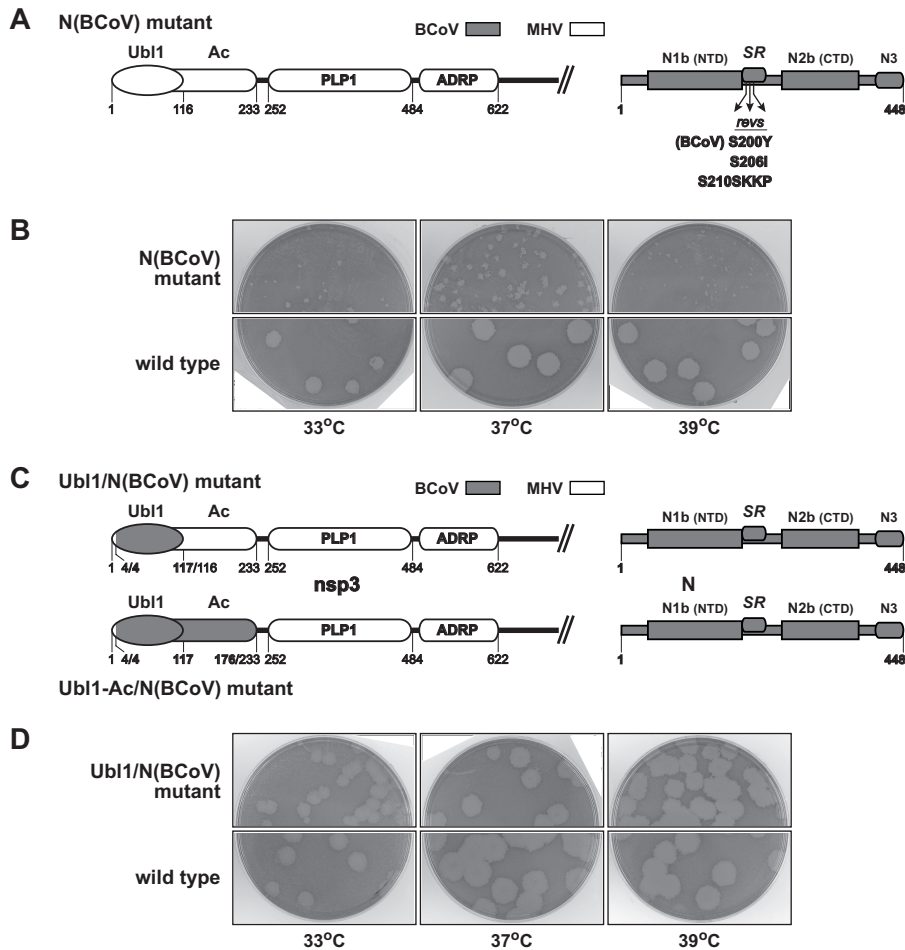 A
N(BCoV) mutant
BCoV MHV
Ubl1 Ac
PLP1 ADRP
1 116 233 252 484 622
N1b (NTD) SR N2b (CTD) N3
1 448
revs
(BCoV) S200Y
S206I
S210SKKP
B
N(BCoV)
mutant
wild type
33°C 37°C 39°C
C
Ubl1/N(BCoV) mutant
BCoV MHV
Ubl1 Ac
PLP1 ADRP
1 4/4 117/116 233 252 484 622
N1b (NTD) SR N2b (CTD) N3
1 448
nsp3 N
Ubl1 Ac
PLP1 ADRP
1 4/4 117 176/233 252 484 622
N1b (NTD) SR N2b (CTD) N3
1 448
Ubl1-Ac/N(BCoV) mutant
D
Ubl1/N(BCoV)
mutant
wild type
33°C 37°C 39°C